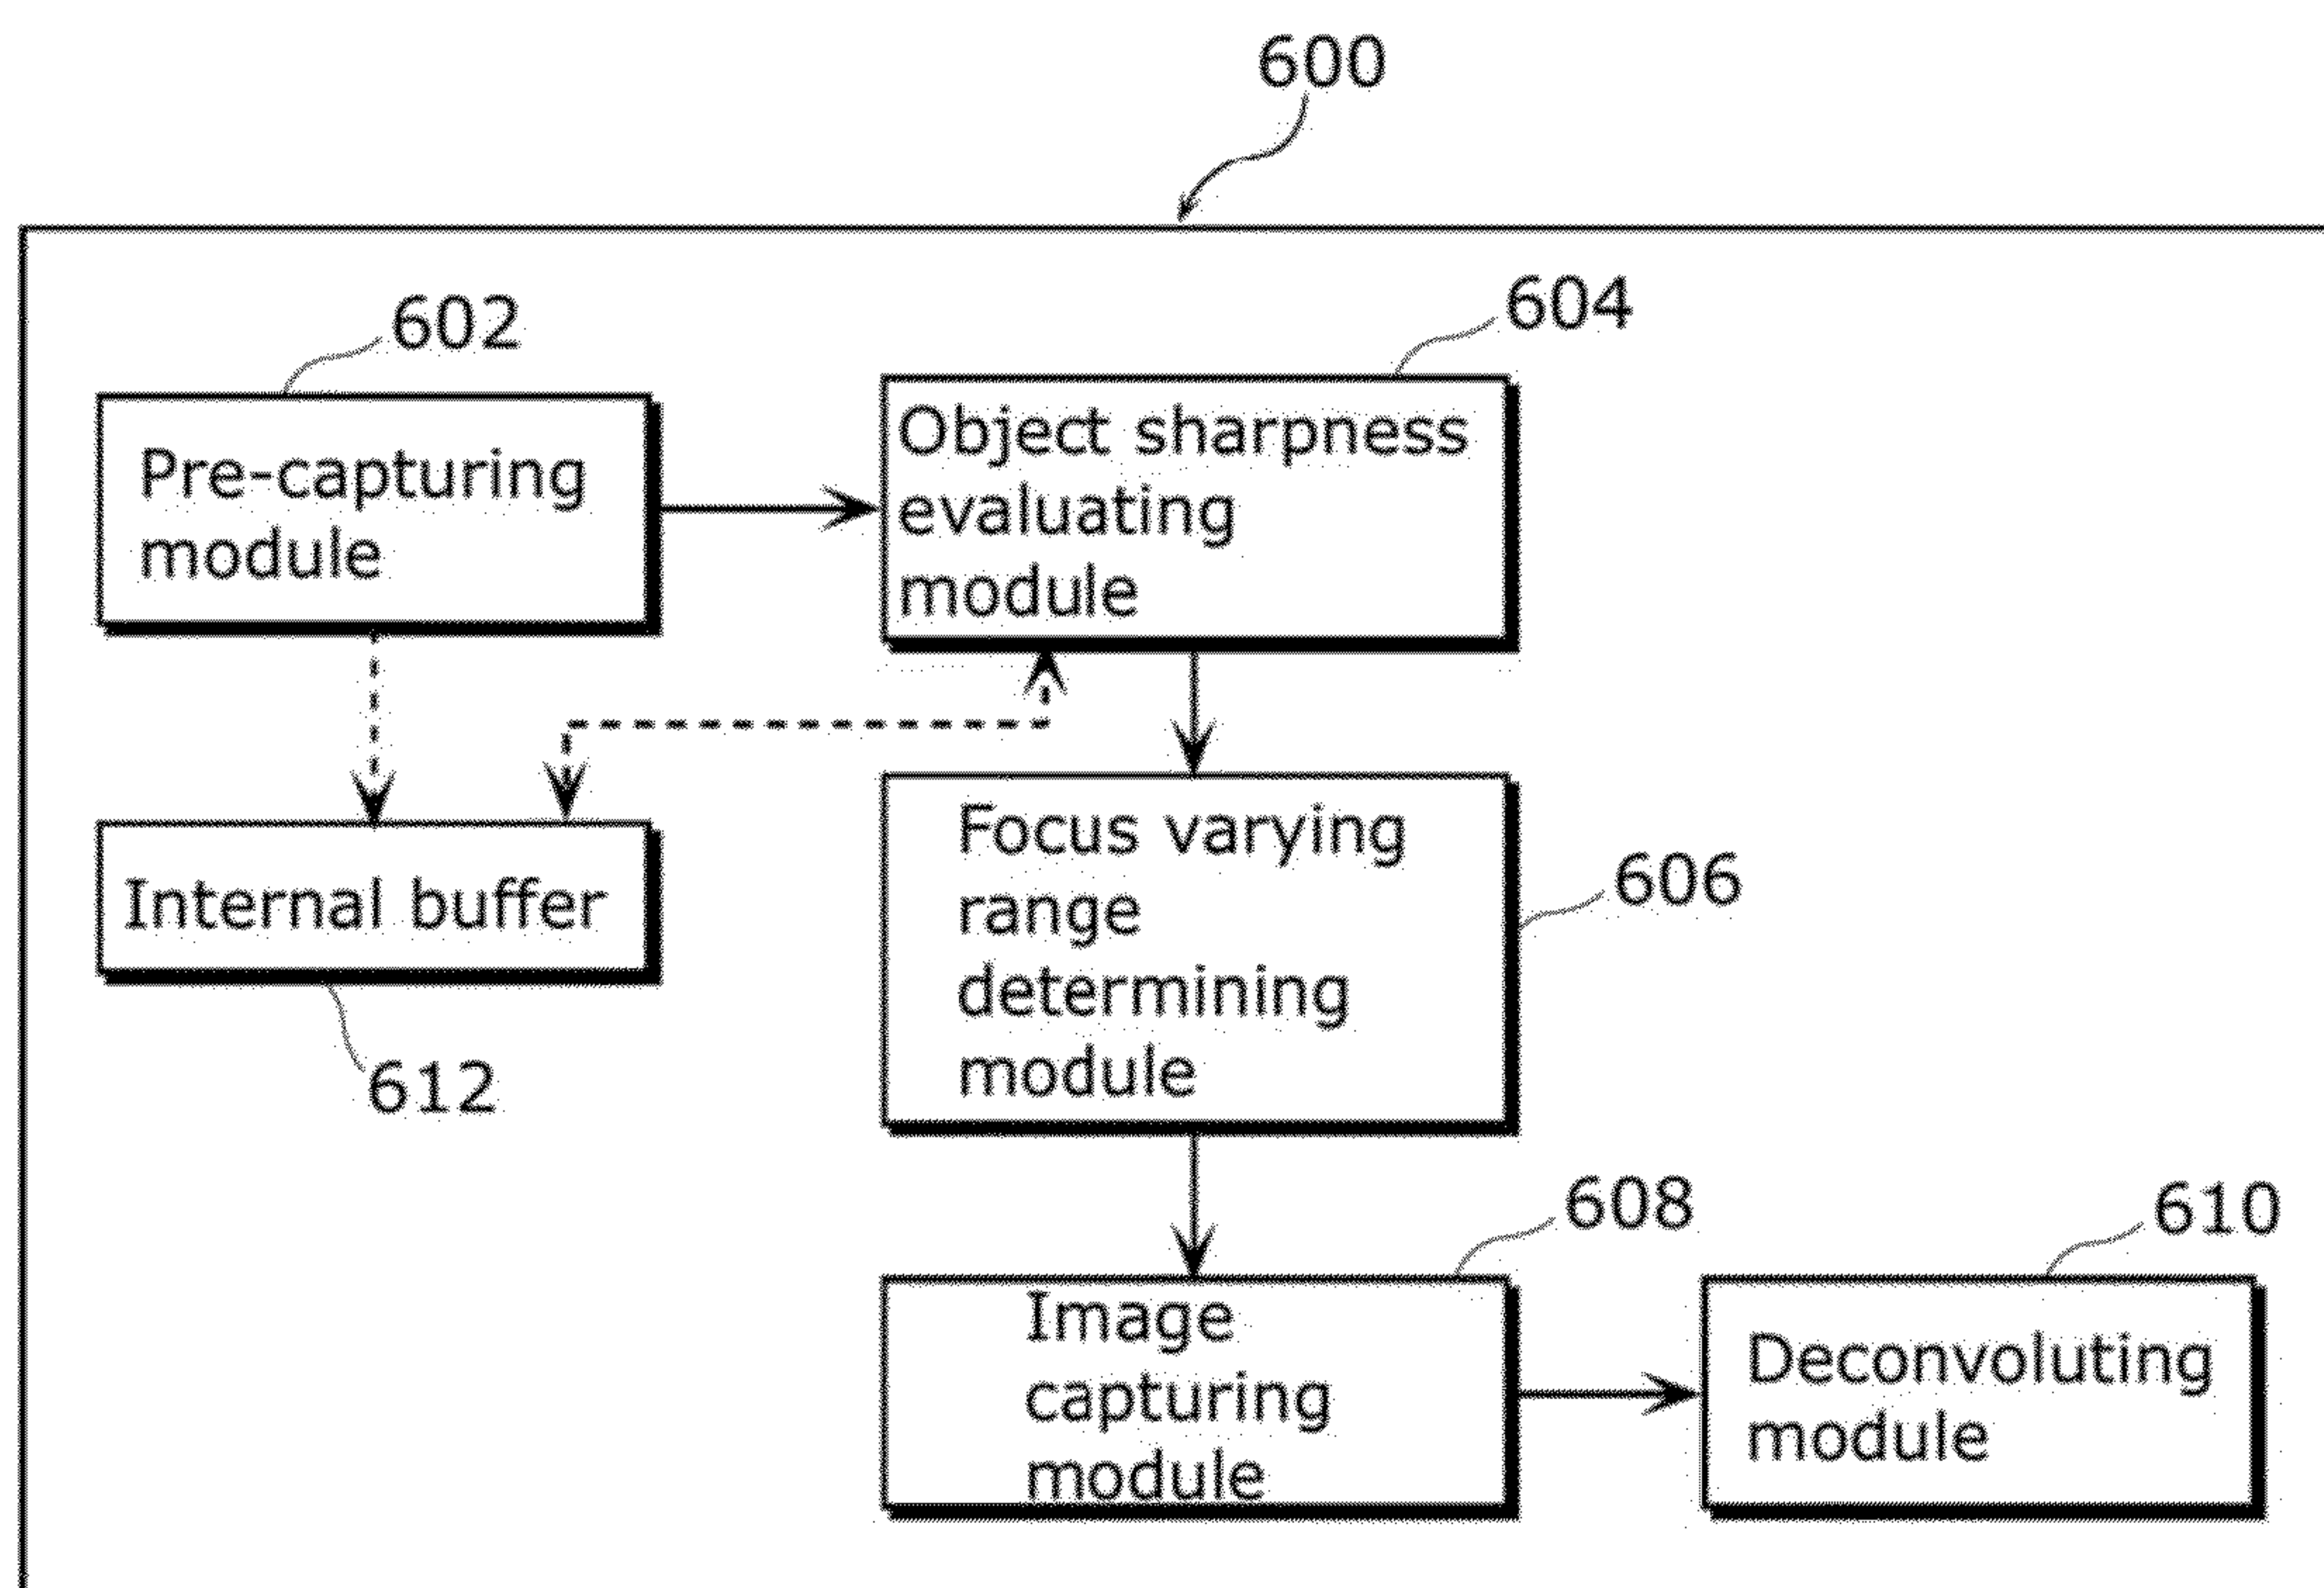 600
602
604
Pre-capturing
module
Object sharpness
evaluating
module
Internal buffer
612
Focus varying
range
determining
module
606
608
610
Image
capturing
module
Deconvoluting
module